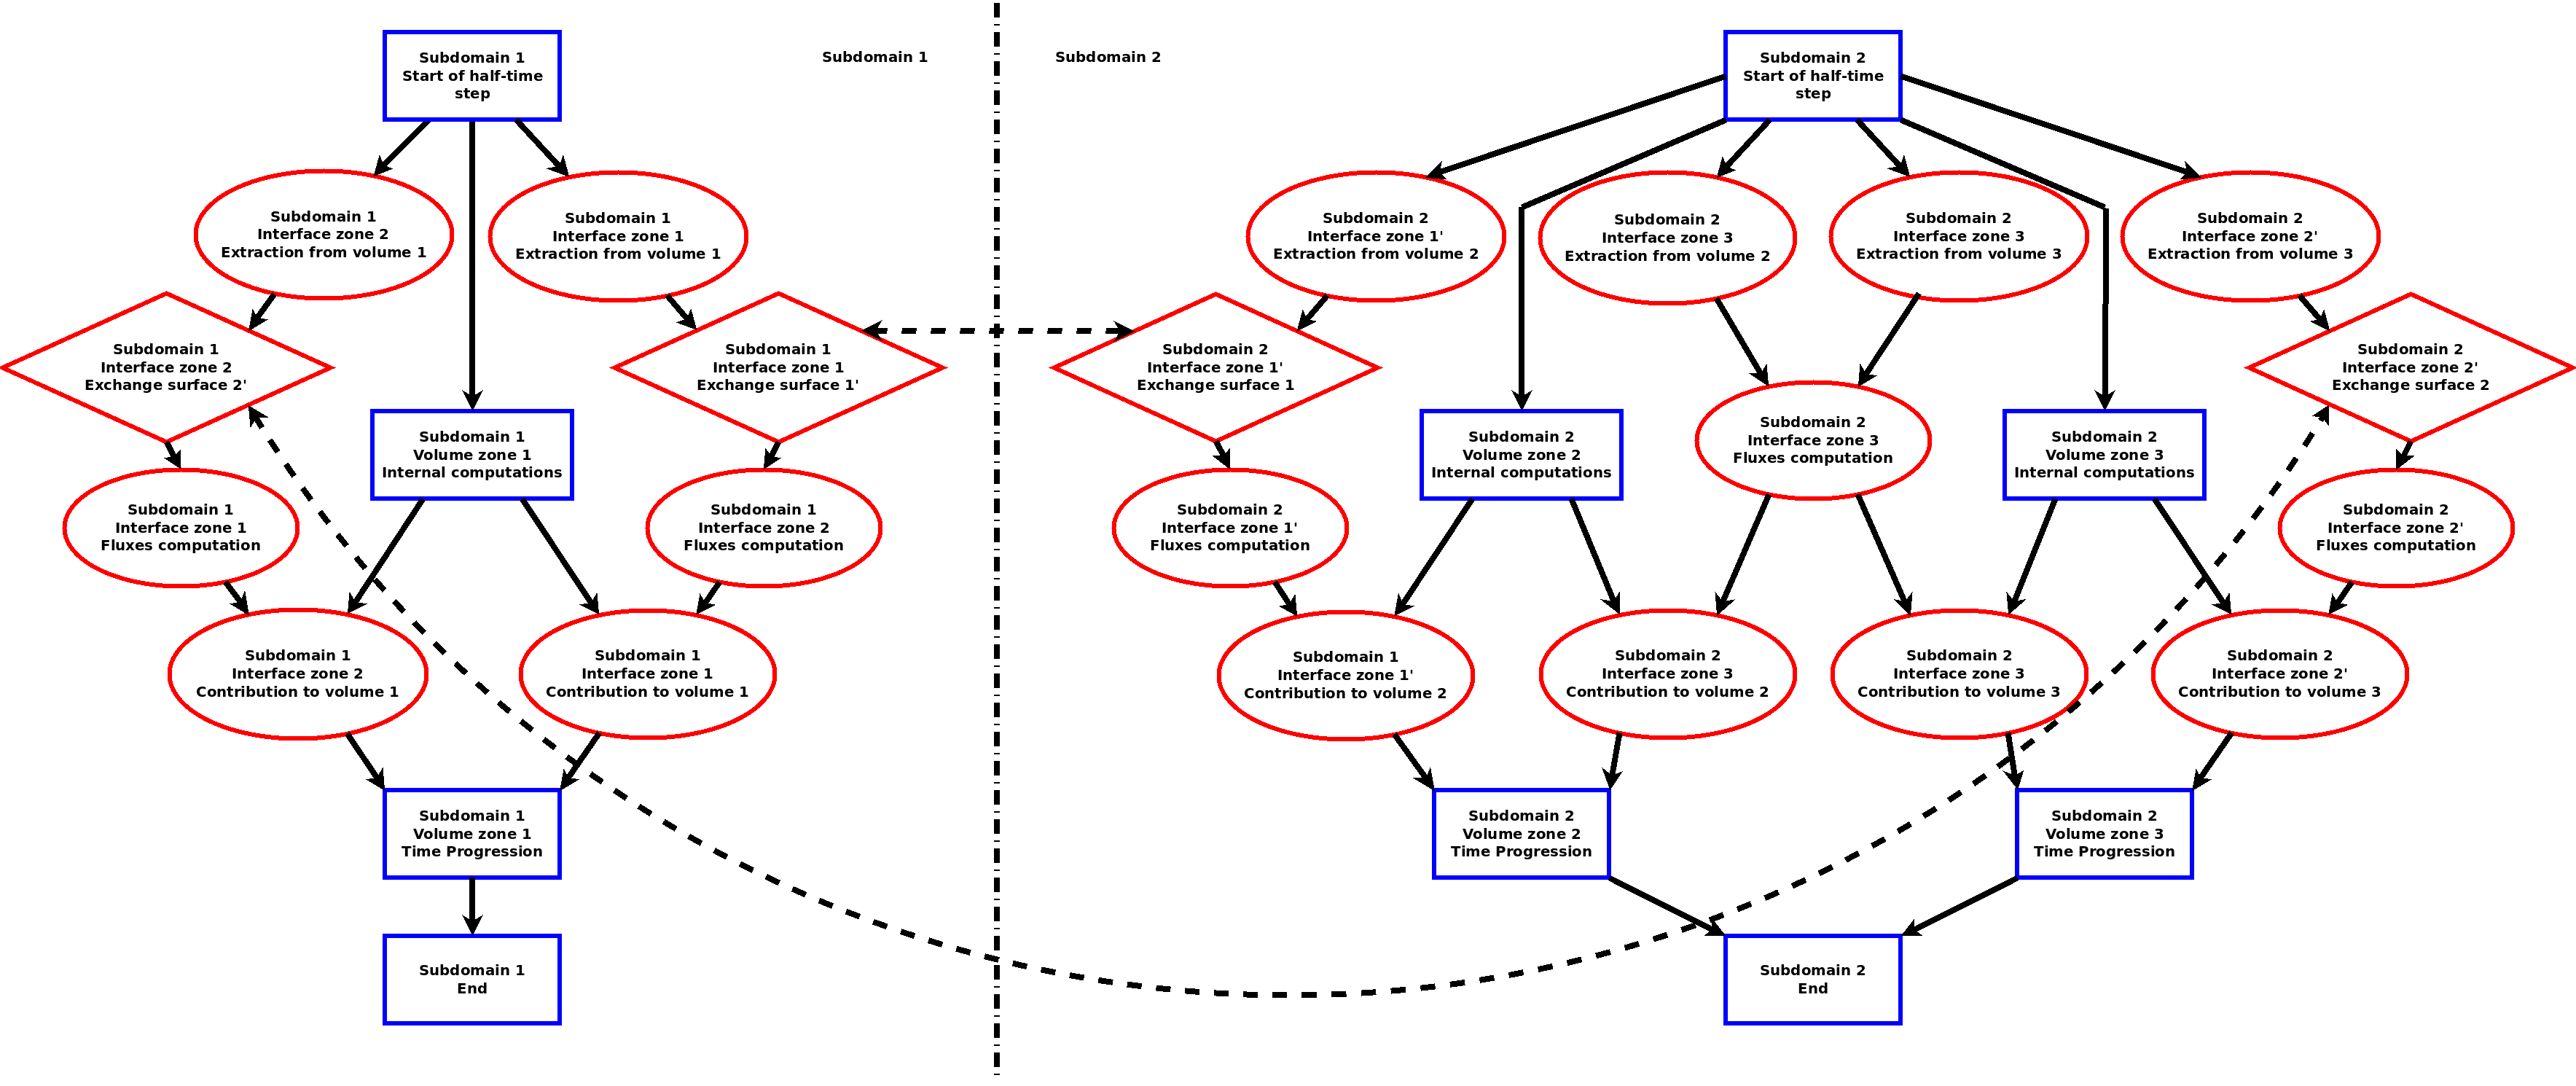 Subdomain 1
Start of half-time
step
Subdomain 1
Subdomain 2
Subdomain 2
Start of half-time
step
Subdomain 1
Interface zone 2
Extraction from volume 1
Subdomain 1
Interface zone 1
Extraction from volume 1
Subdomain 2
Interface zone 1'
Extraction from volume 2
Subdomain 2
Interface zone 3
Extraction from volume 2
Subdomain 2
Interface zone 3
Extraction from volume 3
Subdomain 2
Interface zone 2'
Extraction from volume 3
Subdomain 1
Interface zone 2
Exchange surface 2'
Subdomain 1
Interface zone 1
Exchange surface 1'
Subdomain 2
Interface zone 1'
Exchange surface 1
Subdomain 2
Interface zone 2'
Exchange surface 2
Subdomain 1
Volume zone 1
Internal computations
Subdomain 2
Volume zone 2
Internal computations
Subdomain 2
Interface zone 3
Fluxes computation
Subdomain 2
Volume zone 3
Internal computations
Subdomain 1
Interface zone 1
Fluxes computation
Subdomain 1
Interface zone 2
Fluxes computation
Subdomain 2
Interface zone 1'
Fluxes computation
Subdomain 2
Interface zone 2'
Fluxes computation
Subdomain 1
Interface zone 2
Contribution to volume 1
Subdomain 1
Interface zone 1
Contribution to volume 1
Subdomain 1
Interface zone 1'
Contribution to volume 2
Subdomain 2
Interface zone 3
Contribution to volume 2
Subdomain 2
Interface zone 3
Contribution to volume 3
Subdomain 2
Interface zone 2'
Contribution to volume 3
Subdomain 1
Volume zone 1
Time Progression
Subdomain 2
Volume zone 2
Time Progression
Subdomain 2
Volume zone 3
Time Progression
Subdomain 1
End
Subdomain 2
End